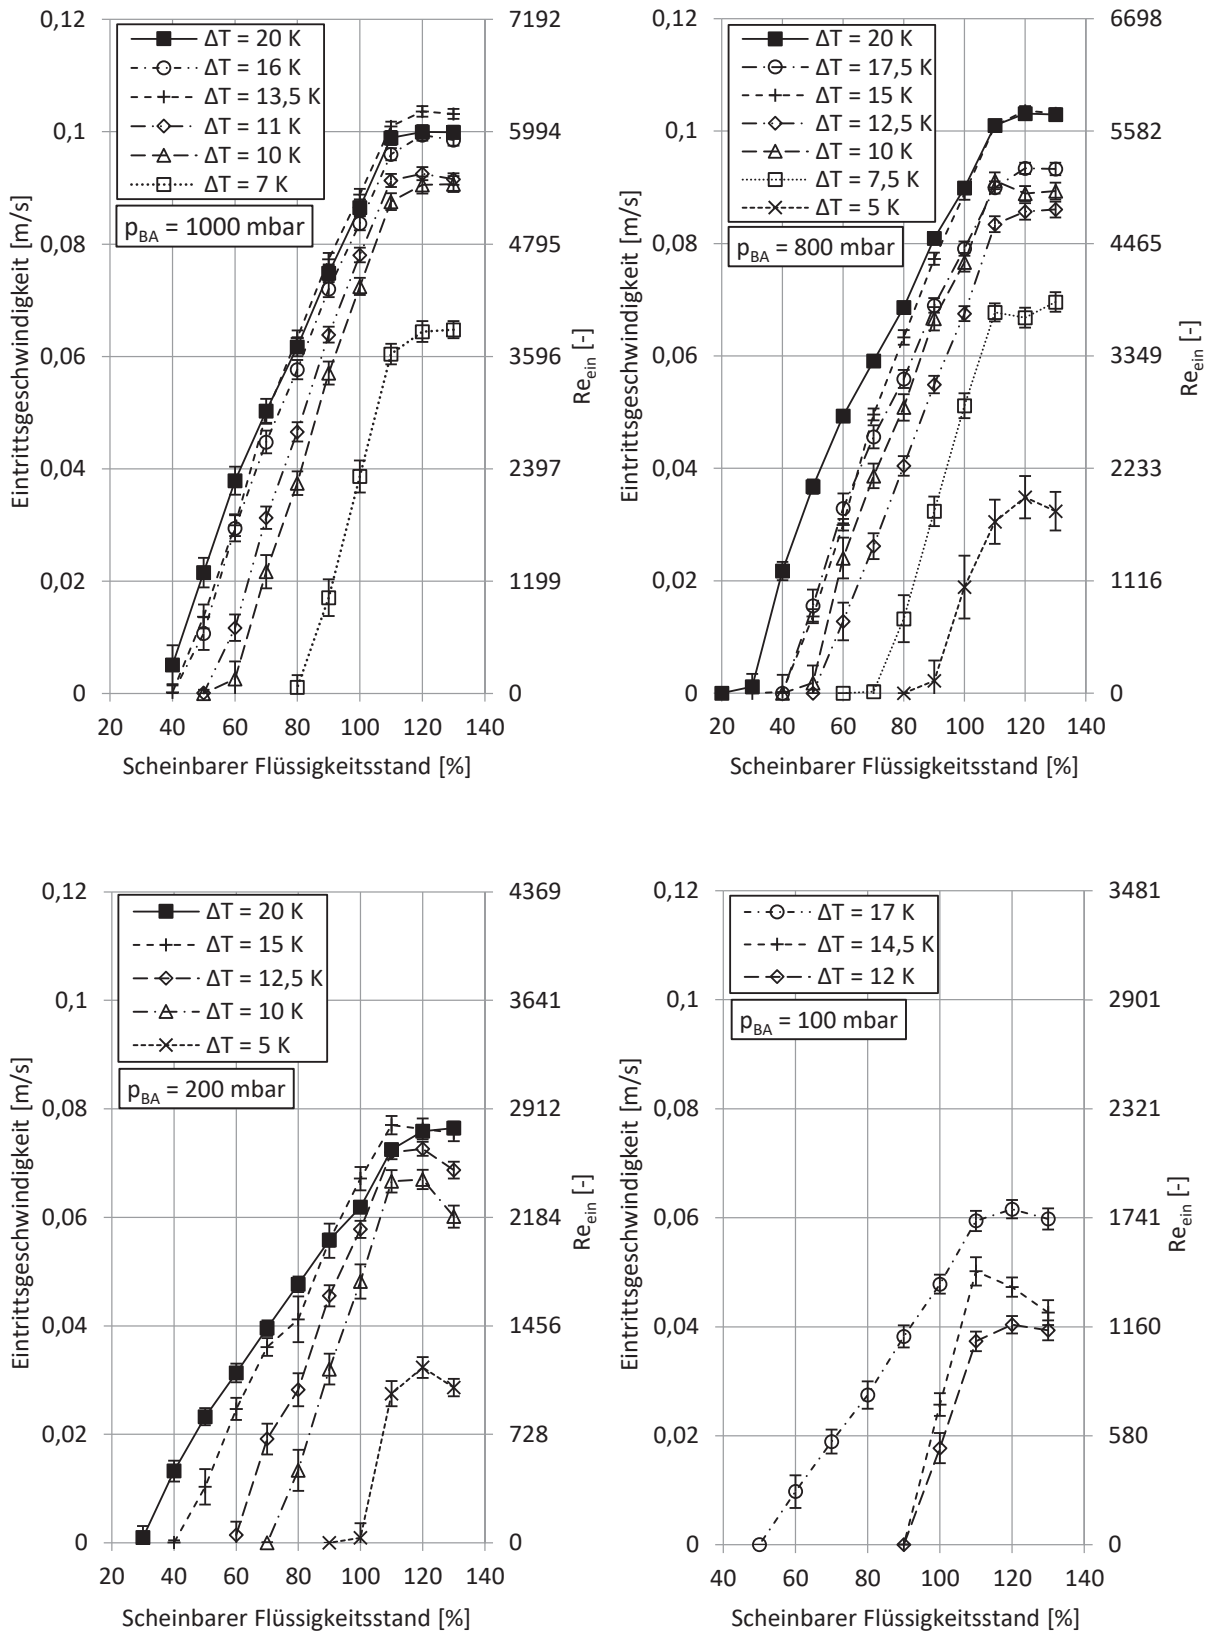 0,12
0,1
0,08
0,06
0,04
0,02
0
7192
5994
4795
3596
2397
1199
0
20 40 60 80 100 120 140
Eintrittsgeschwindigkeit [m/s]
Re_ein [-]
Scheinbarer Flüssigkeitsstand [%]
ΔT = 20 K
ΔT = 16 K
ΔT = 13,5 K
ΔT = 11 K
ΔT = 10 K
ΔT = 7 K
p_BA = 1000 mbar
0,12
0,1
0,08
0,06
0,04
0,02
0
6698
5582
4465
3349
2233
1116
0
20 40 60 80 100 120 140
Eintrittsgeschwindigkeit [m/s]
Re_ein [-]
Scheinbarer Flüssigkeitsstand [%]
ΔT = 20 K
ΔT = 17,5 K
ΔT = 15 K
ΔT = 12,5 K
ΔT = 10 K
ΔT = 7,5 K
ΔT = 5 K
p_BA = 800 mbar
0,12
0,1
0,08
0,06
0,04
0,02
0
4369
3641
2912
2184
1456
728
0
20 40 60 80 100 120 140
Eintrittsgeschwindigkeit [m/s]
Re_ein [-]
Scheinbarer Flüssigkeitsstand [%]
ΔT = 20 K
ΔT = 15 K
ΔT = 12,5 K
ΔT = 10 K
ΔT = 5 K
p_BA = 200 mbar
0,12
0,1
0,08
0,06
0,04
0,02
0
3481
2901
2321
1741
1160
580
0
40 60 80 100 120 140
Eintrittsgeschwindigkeit [m/s]
Re_ein [-]
Scheinbarer Flüssigkeitsstand [%]
ΔT = 17 K
ΔT = 14,5 K
ΔT = 12 K
p_BA = 100 mbar